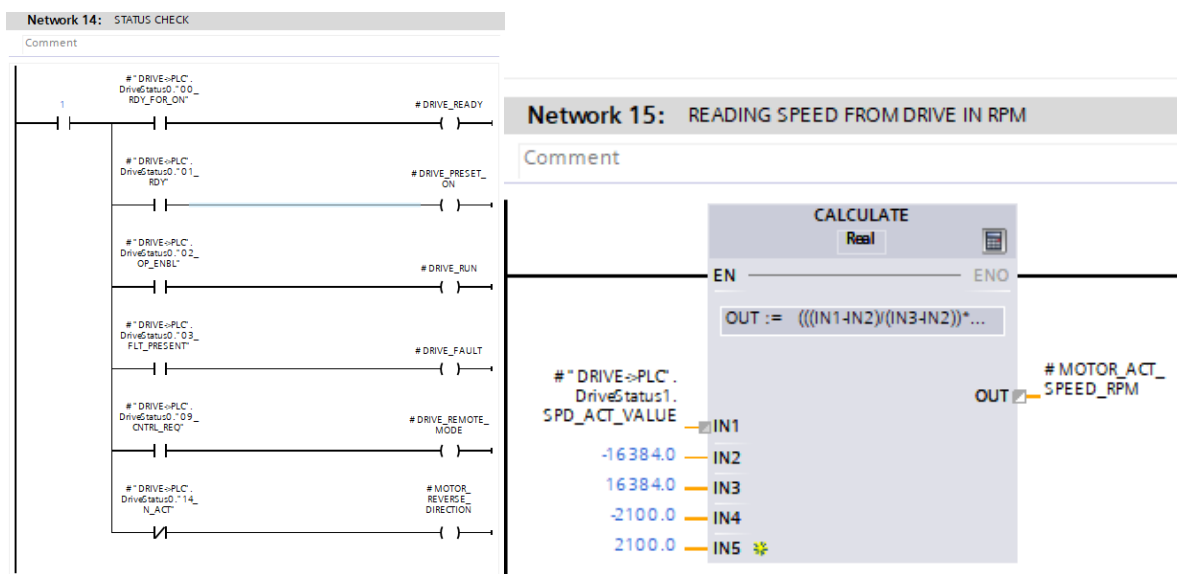 Network 14: STATUS CHECK
Comment
#"DRIVE->PLC".
DriveStatus0."00_
RDY_FOR_ON"
1
#DRIVE_READY
#"DRIVE->PLC".
DriveStatus0."01_
RDY"
#DRIVE_PRESET_
ON
#"DRIVE->PLC".
DriveStatus0."02_
OP_ENBL"
#DRIVE_RUN
#"DRIVE->PLC".
DriveStatus0."03_
FLT_PRESENT"
#DRIVE_FAULT
#"DRIVE->PLC".
DriveStatus0."09_
CNTRL_REQ"
#DRIVE_REMOTE_
MODE
#"DRIVE->PLC".
DriveStatus0."14_
N_ACT"
#MOTOR_
REVERSE_
DIRECTION
Network 15: READING SPEED FROM DRIVE IN RPM
Comment
CALCULATE
Real
EN
ENO
OUT := (((IN1-IN2)/(IN3-IN2))*...
#"DRIVE->PLC".
DriveStatus1.
SPD_ACT_VALUE
IN1
-16384.0
IN2
16384.0
IN3
-2100.0
IN4
2100.0
IN5
OUT
#MOTOR_ACT_
SPEED_RPM